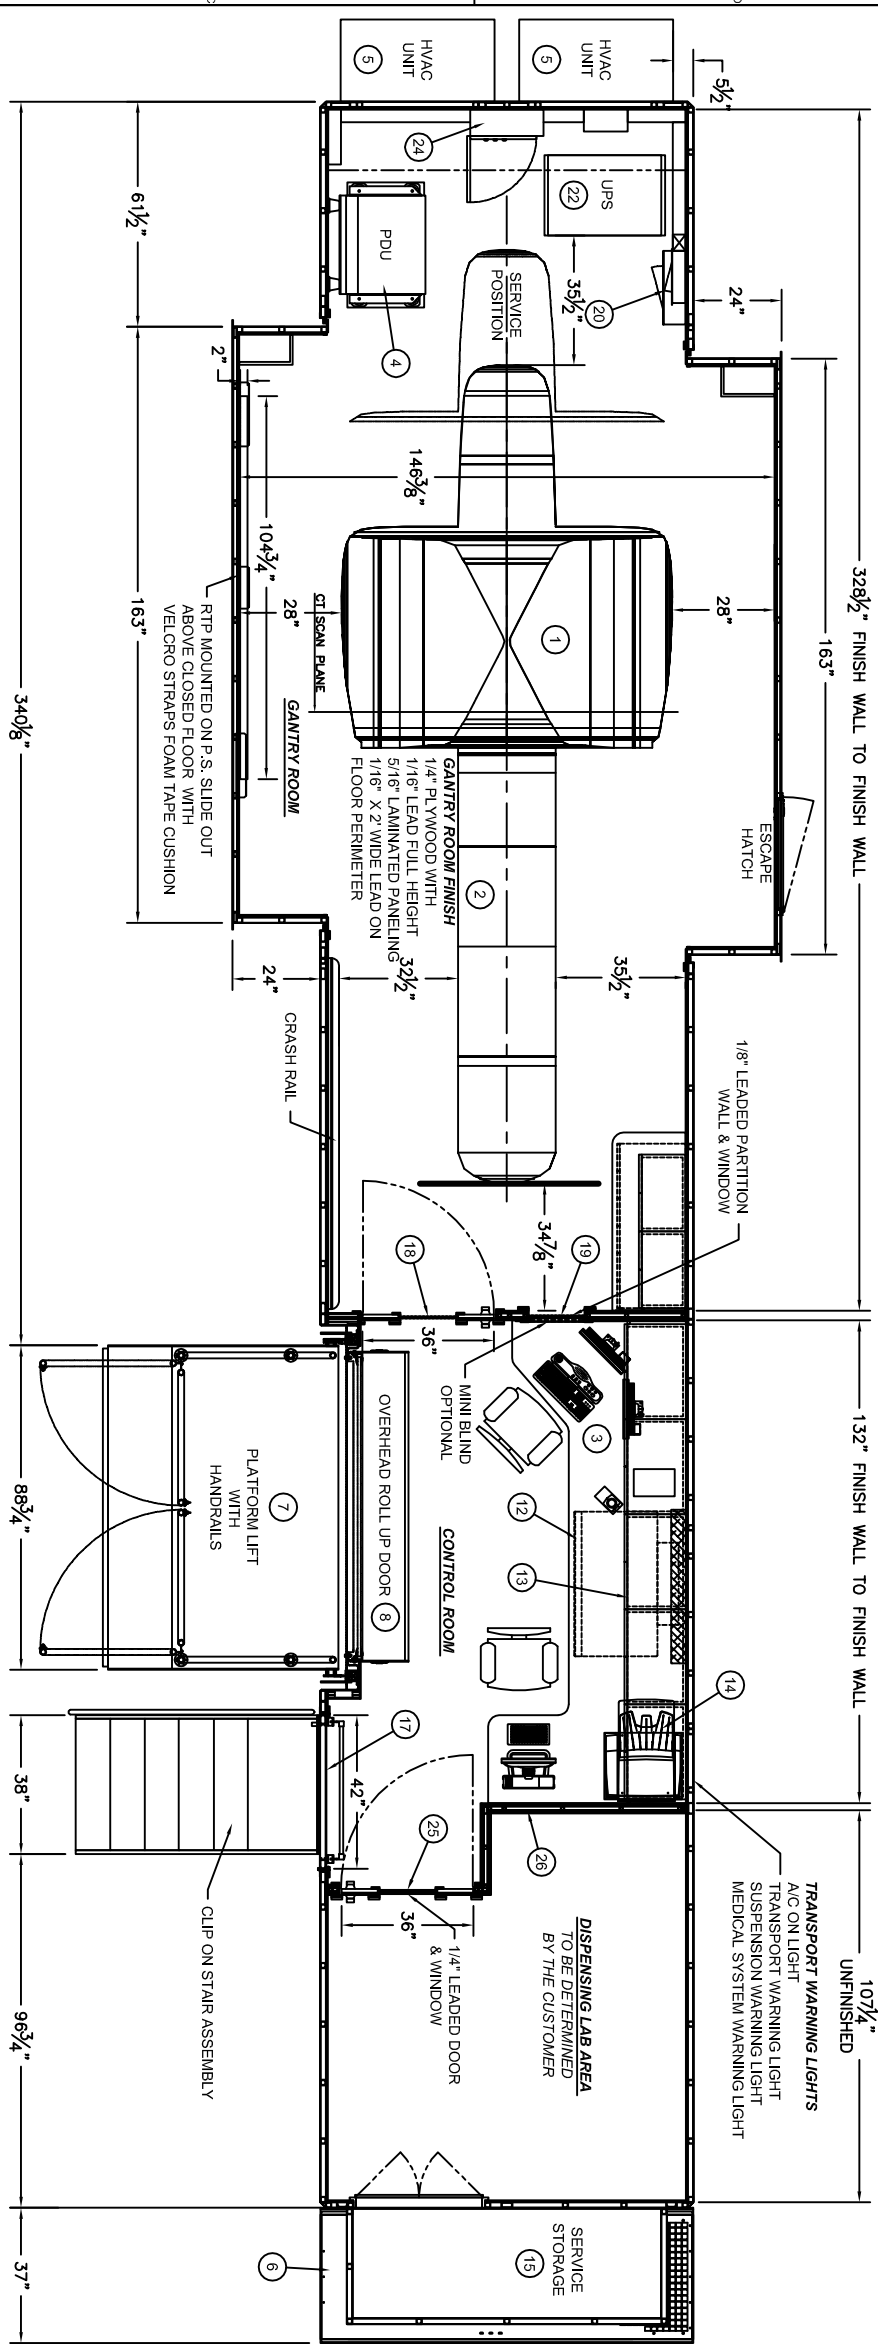 328½" FINISH WALL TO FINISH WALL
132" FINISH WALL TO FINISH WALL
107¼"
UNFINISHED
TRANSPORT WARNING LIGHTS
A/C ON LIGHT
TRANSPORT WARNING LIGHT
SUSPENSION WARNING LIGHT
MEDICAL SYSTEM WARNING LIGHT
5½"
24"
163"
ESCAPE
HATCH
1/8" LEADED PARTITION
WALL & WINDOW
HVAC
UNIT
5
HVAC
UNIT
5
24
UPS
22
20
35½"
SERVICE
POSITION
PDU
4
146⅜"
28"
1
28"
CT SCAN PLANE
GANTRY ROOM
GANTRY ROOM FINISH
1/4" PLYWOOD WITH
1/16" LEAD FULL HEIGHT
5/16" LAMINATED PANELING
1/16" X 2' WIDE LEAD ON
FLOOR PERIMETER
2
35½"
32½"
34⅞"
19
18
36"
MINI BLIND
OPTIONAL
3
12
13
14
CONTROL ROOM
OVERHEAD ROLL UP DOOR
8
17
42"
25
26
36"
1/4" LEADED DOOR
& WINDOW
DISPENSING LAB AREA
TO BE DETERMINED
BY THE CUSTOMER
SERVICE
STORAGE
15
6
61½"
2"
104¾"
163"
RTP MOUNTED ON P.S. SLIDE OUT
ABOVE CLOSED FLOOR WITH
VELCRO STRAPS FOAM TAPE CUSHION
24"
CRASH RAIL
PLATFORM LIFT
WITH
HANDRAILS
7
CLIP ON STAIR ASSEMBLY
340⅛"
88¾"
38"
96¾"
37"